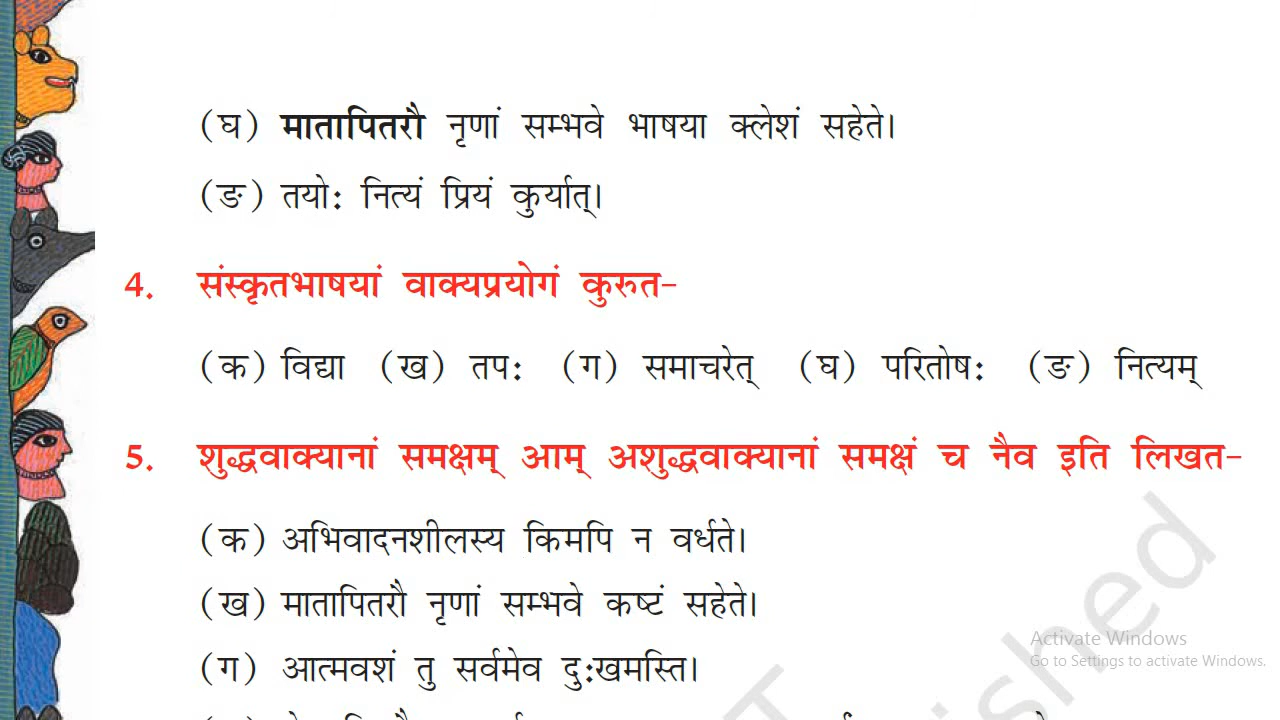 (घ) मातापितरौ नृणां सम्भवे भाषया क्लेशं सहेते।
(ङ) तयोः नित्यं प्रियं कुर्यात्।
4. संस्कृतभाषयां वाक्यप्रयोगं कुरुत-
(क) विद्या (ख) तपः (ग) समाचरेत् (घ) परितोषः (ङ) नित्यम्
5. शुद्धवाक्यानां समक्षम् आम् अशुद्धवाक्यानां समक्षं च नैव इति लिखत-
(क) अभिवादनशीलस्य किमपि न वर्धते।
(ख) मातापितरौ नृणां सम्भवे कष्टं सहेते।
(ग) आत्मवशं तु सर्वमेव दुःखमस्ति।
Activate Windows
Go to Settings to activate Windows.